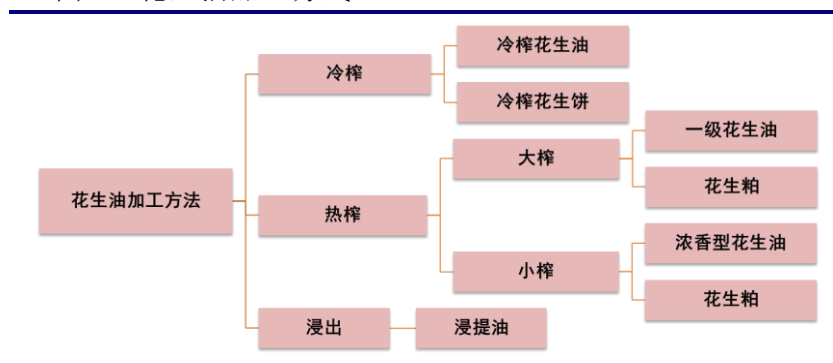 冷榨花生油
冷榨
冷榨花生饼
一级花生油
大榨
花生粕
花生油加工方法
热榨
浓香型花生油
小榨
花生粕
浸出
浸提油